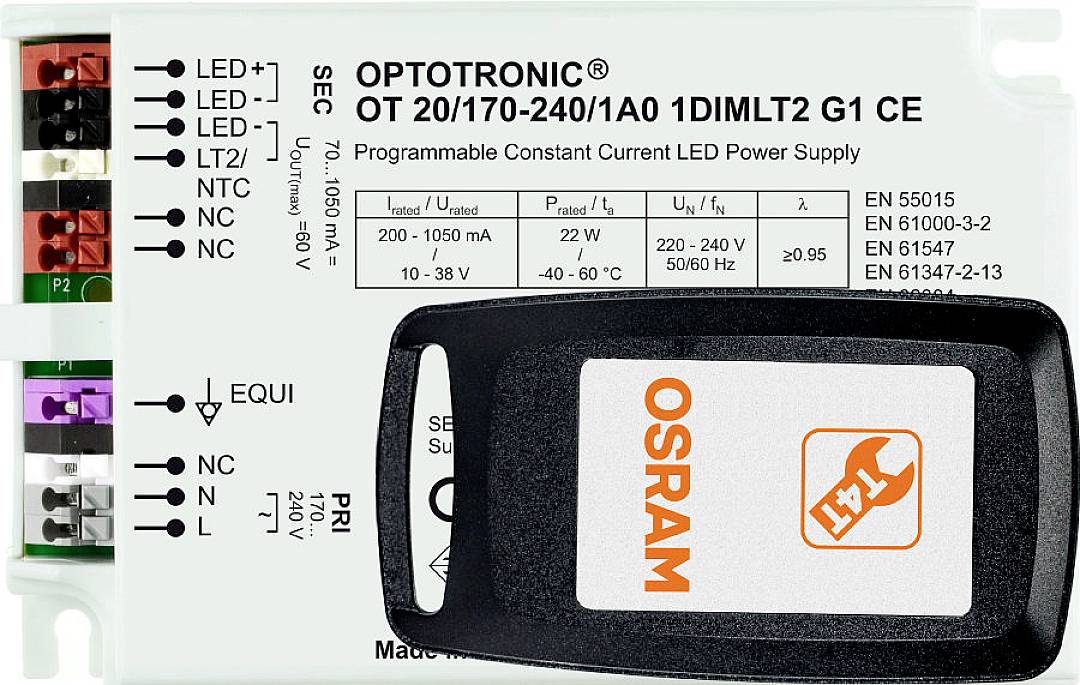 LED +
LED -
LED -
LT2/
NTC
NC
NC
SEC
70...1050 mA =
UOUT(max) =60 V
OPTOTRONIC®
OT 20/170-240/1A0 1DIMLT2 G1 CE
Programmable Constant Current LED Power Supply
Irated / Urated
Prated / ta
UN / fN
λ
200 - 1050 mA
/
10 - 38 V
22 W
/
-40 - 60 °C
220 - 240 V
50/60 Hz
≥0.95
EN 55015
EN 61000-3-2
EN 61547
EN 61347-2-13
P2
P1
EQUI
NC
N
L
~
170...
240 V
PRI
SE
Su
OSRAM
T4T
Made